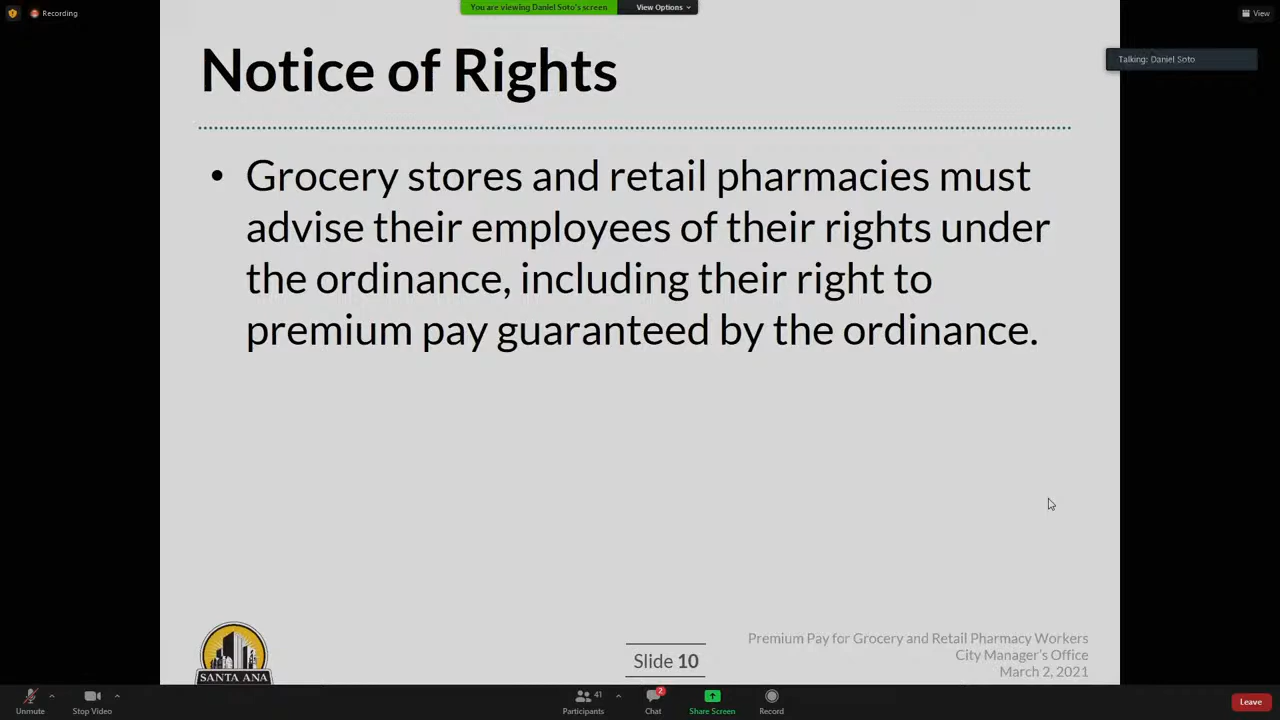 Recording
You are viewing Daniel Soto's screen
View Options
View
Talking: Daniel Soto
Notice of Rights
• Grocery stores and retail pharmacies must
advise their employees of their rights under
the ordinance, including their right to
premium pay guaranteed by the ordinance.
SANTA ANA
Slide 10
Premium Pay for Grocery and Retail Pharmacy Workers
City Manager's Office
March 2, 2021
Unmute
Stop Video
41
Participants
2
Chat
Share Screen
Record
Leave